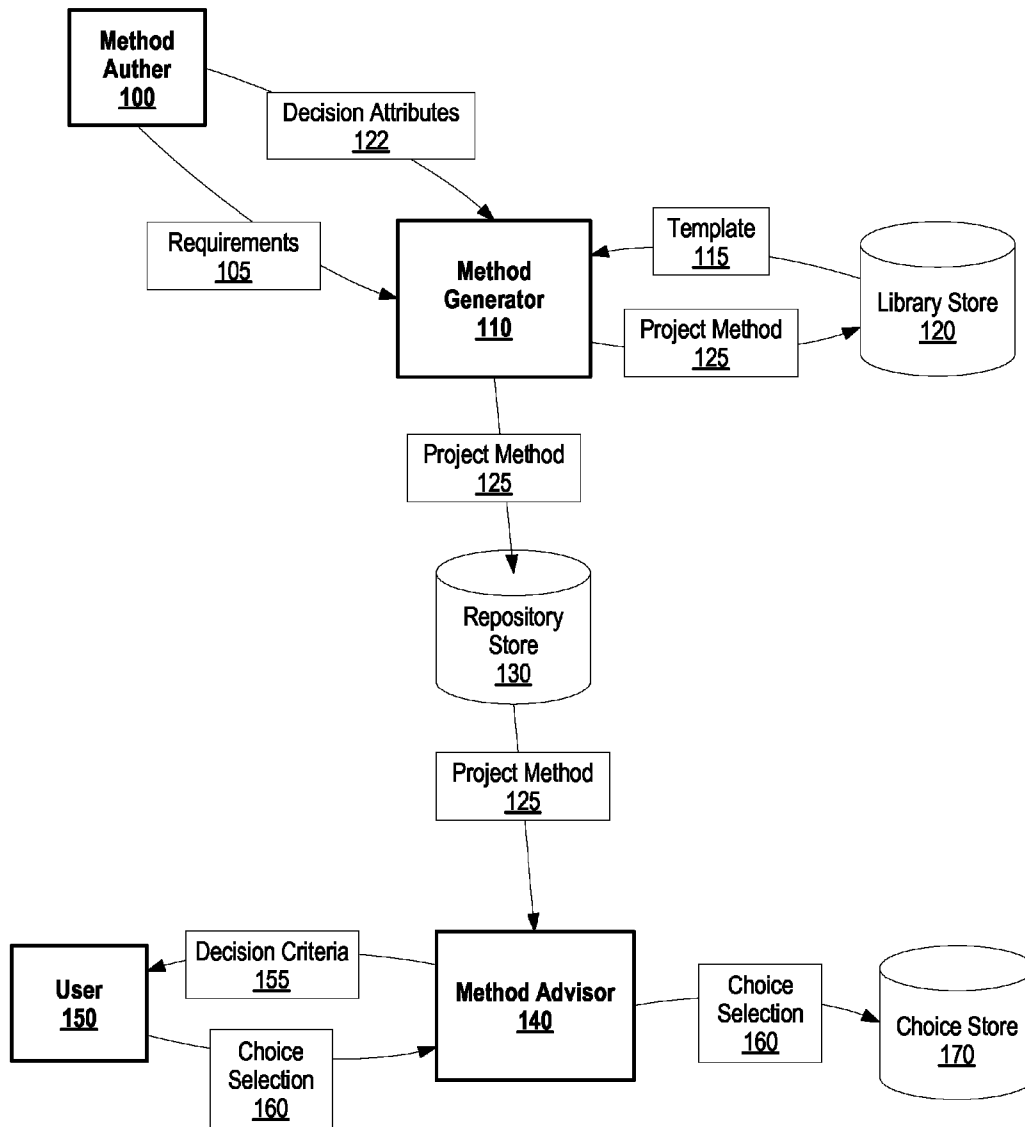 Method
Auther
100
Decision Attributes
122
Requirements
105
Method
Generator
110
Template
115
Project Method
125
Library Store
120
Project Method
125
Repository
Store
130
Project Method
125
User
150
Decision Criteria
155
Choice
Selection
160
Method Advisor
140
Choice
Selection
160
Choice Store
170